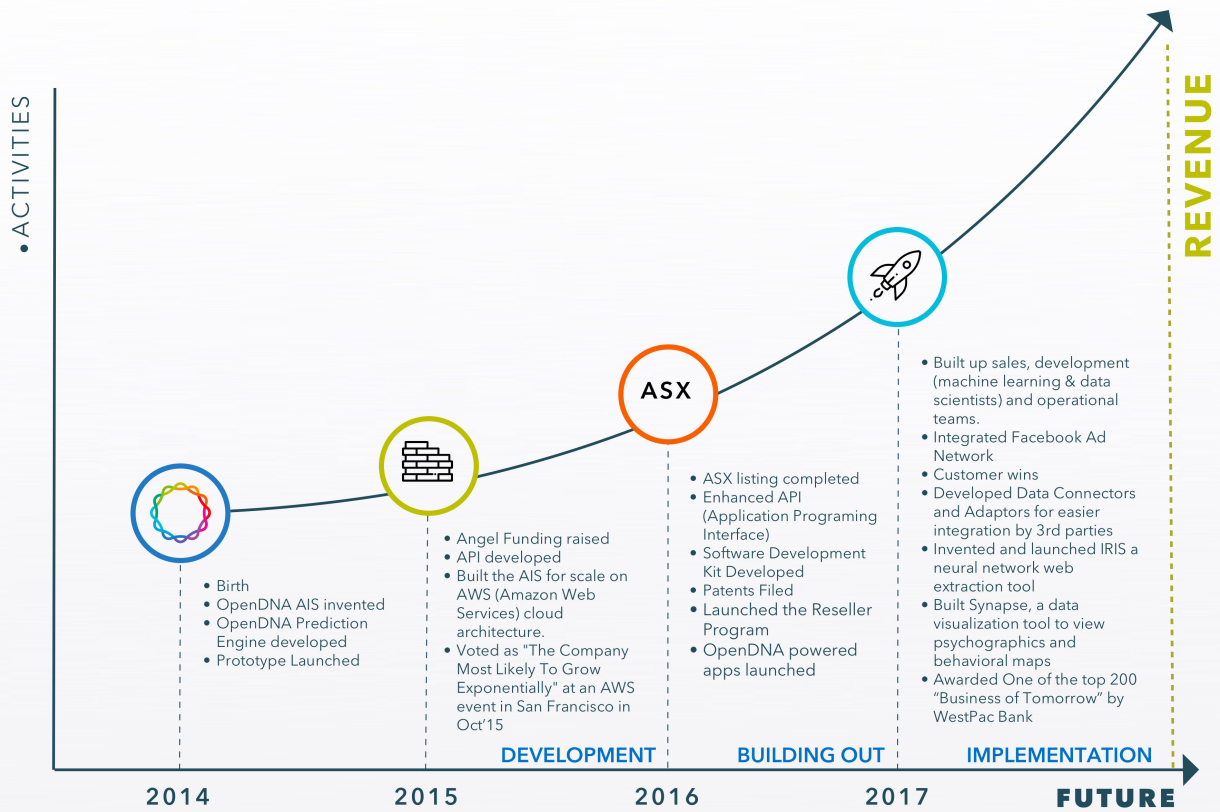 • ACTIVITIES
REVENUE
ASX
• Birth
• OpenDNA AIS invented
• OpenDNA Prediction
Engine developed
• Prototype Launched
• Angel Funding raised
• API developed
• Built the AIS for scale on
AWS (Amazon Web
Services) cloud
architecture.
• Voted as "The Company
Most Likely To Grow
Exponentially" at an AWS
event in San Francisco in
Oct’15
• ASX listing completed
• Enhanced API
(Application Programing
Interface)
• Software Development
Kit Developed
• Patents Filed
• Launched the Reseller
Program
• OpenDNA powered
apps launched
• Built up sales, development
(machine learning & data
scientists) and operational
teams.
• Integrated Facebook Ad
Network
• Customer wins
• Developed Data Connectors
and Adaptors for easier
integration by 3rd parties
• Invented and launched IRIS a
neural network web
extraction tool
• Built Synapse, a data
visualization tool to view
psychographics and
behavioral maps
• Awarded One of the top 200
“Business of Tomorrow” by
WestPac Bank
DEVELOPMENT
BUILDING OUT
IMPLEMENTATION
2014
2015
2016
2017
FUTURE